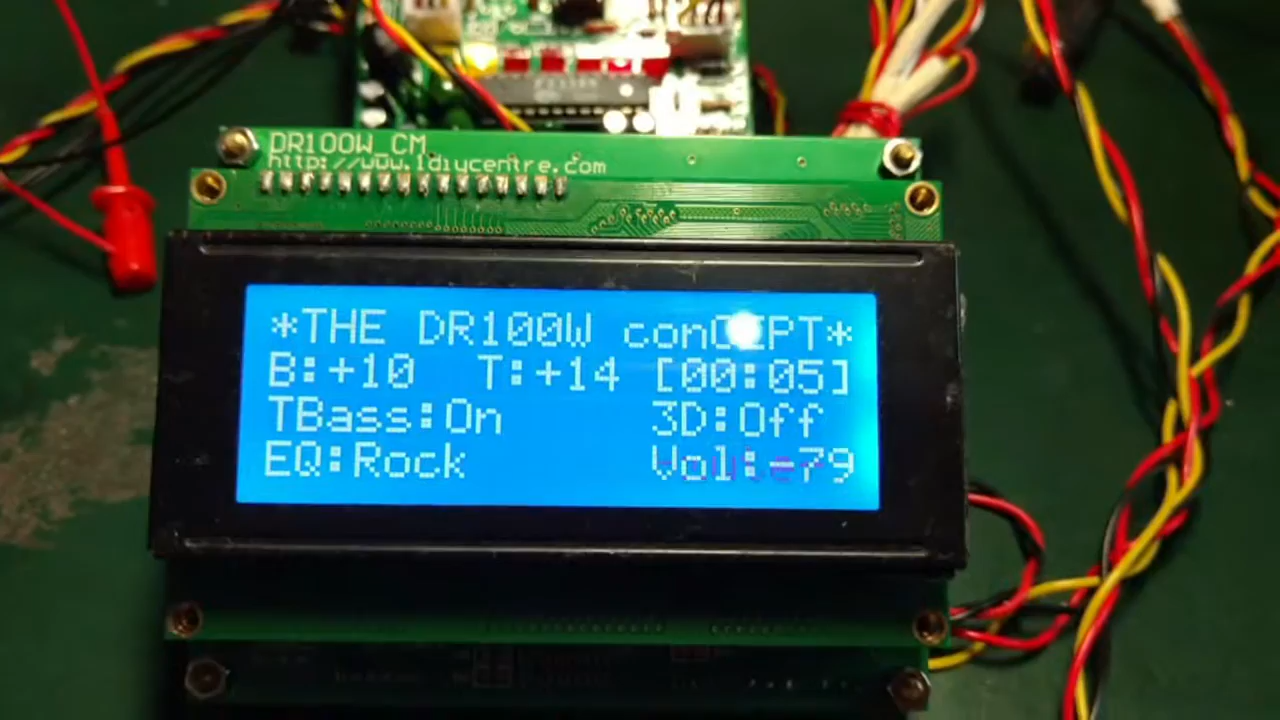 DR100W_CM
http://www.1diycentre.com
*THE DR100W conCEPT*
B:+10 T:+14 [00:05]
TBass:On 3D:Off
EQ:Rock Vol:-79